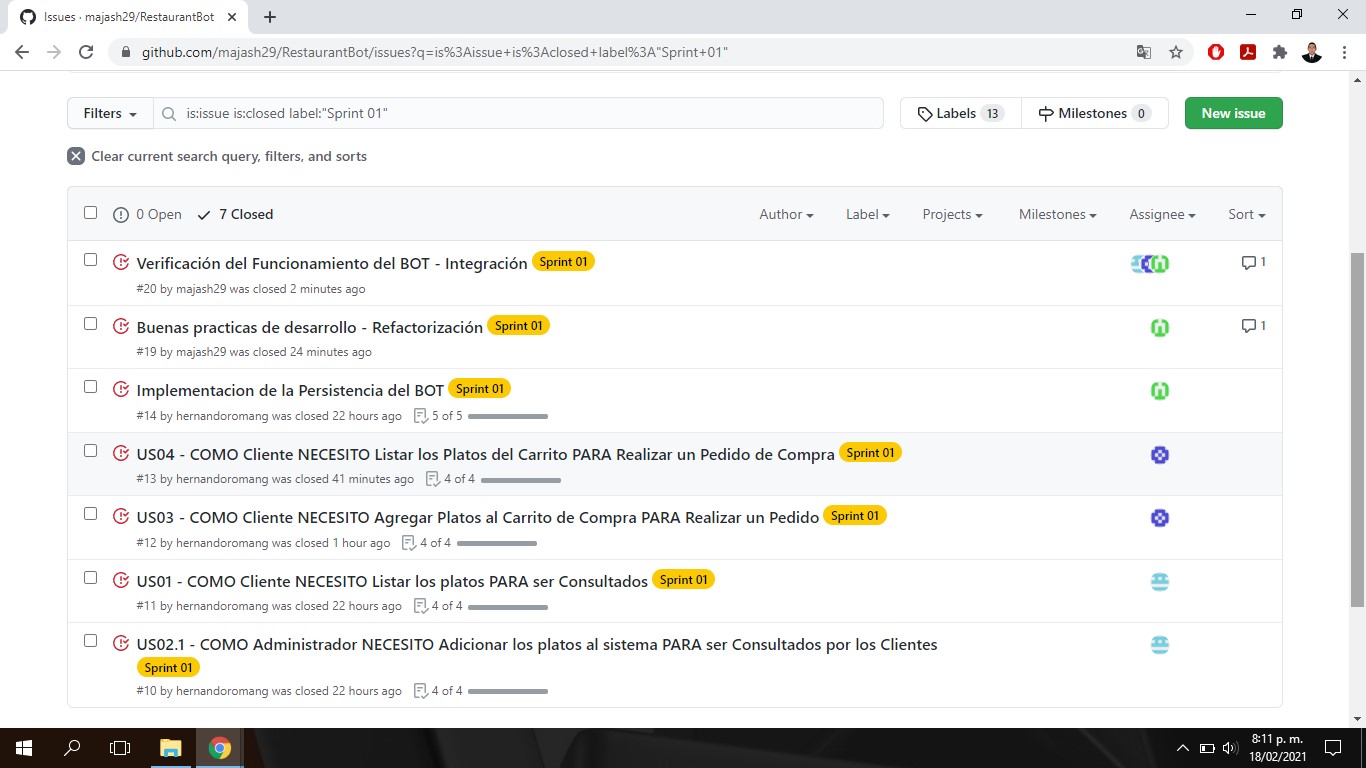 Issues · majash29/RestaurantBot
github.com/majash29/RestaurantBot/issues?q=is%3Aissue+is%3Aclosed+label%3A"Sprint+01"
Filters
is:issue is:closed label:"Sprint 01"
Labels 13
Milestones 0
New issue
Clear current search query, filters, and sorts
0 Open 7 Closed Author Label Projects Milestones Assignee Sort
Verificación del Funcionamiento del BOT - Integración Sprint 01 1
#20 by majash29 was closed 2 minutes ago
Buenas practicas de desarrollo - Refactorización Sprint 01 1
#19 by majash29 was closed 24 minutes ago
Implementacion de la Persistencia del BOT Sprint 01
#14 by hernandoromang was closed 22 hours ago 5 of 5
US04 - COMO Cliente NECESITO Listar los Platos del Carrito PARA Realizar un Pedido de Compra Sprint 01
#13 by hernandoromang was closed 41 minutes ago 4 of 4
US03 - COMO Cliente NECESITO Agregar Platos al Carrito de Compra PARA Realizar un Pedido Sprint 01
#12 by hernandoromang was closed 1 hour ago 4 of 4
US01 - COMO Cliente NECESITO Listar los platos PARA ser Consultados Sprint 01
#11 by hernandoromang was closed 22 hours ago 4 of 4
US02.1 - COMO Administrador NECESITO Adicionar los platos al sistema PARA ser Consultados por los Clientes
Sprint 01
#10 by hernandoromang was closed 22 hours ago 4 of 4
8:11 p. m.
18/02/2021